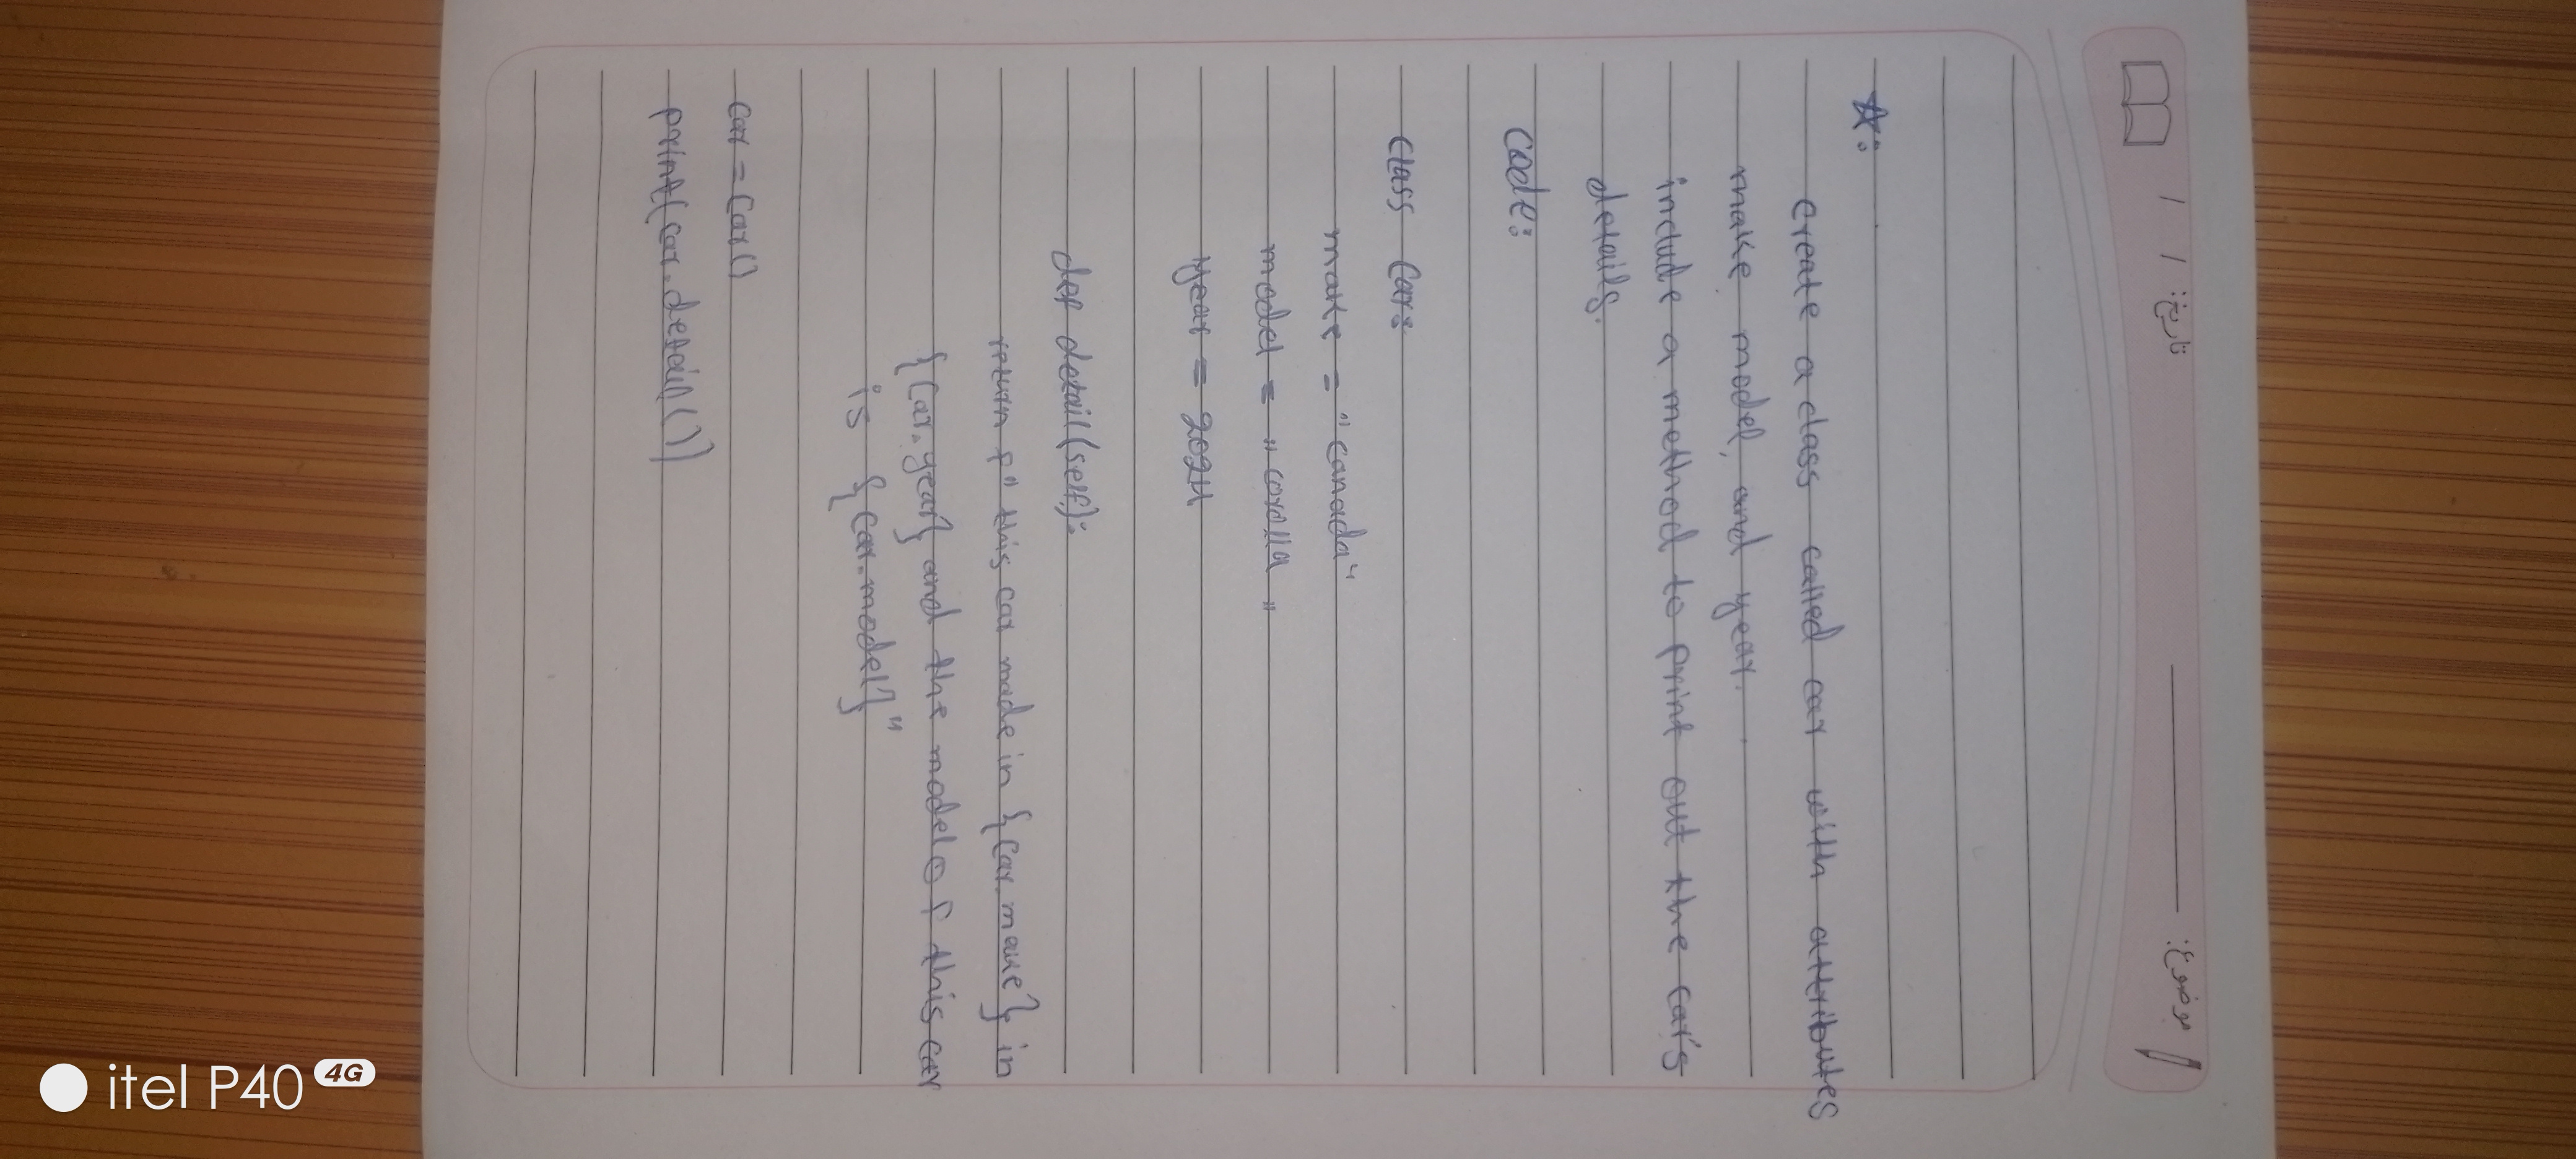 موضوع: تاریخ: / /
☆:
create a class called car with attributes
make model, and year.
include a method to print out the car's
details.
Code:
Class Car:
make = "canada"
model = "corolla"
year = 2024
def detail(self):
return f" this car made in {Car.make} in
{Car.year} and the model of this car
is {Car.model}"
Car = Car()
print(Car.detail())
itel P40 4G